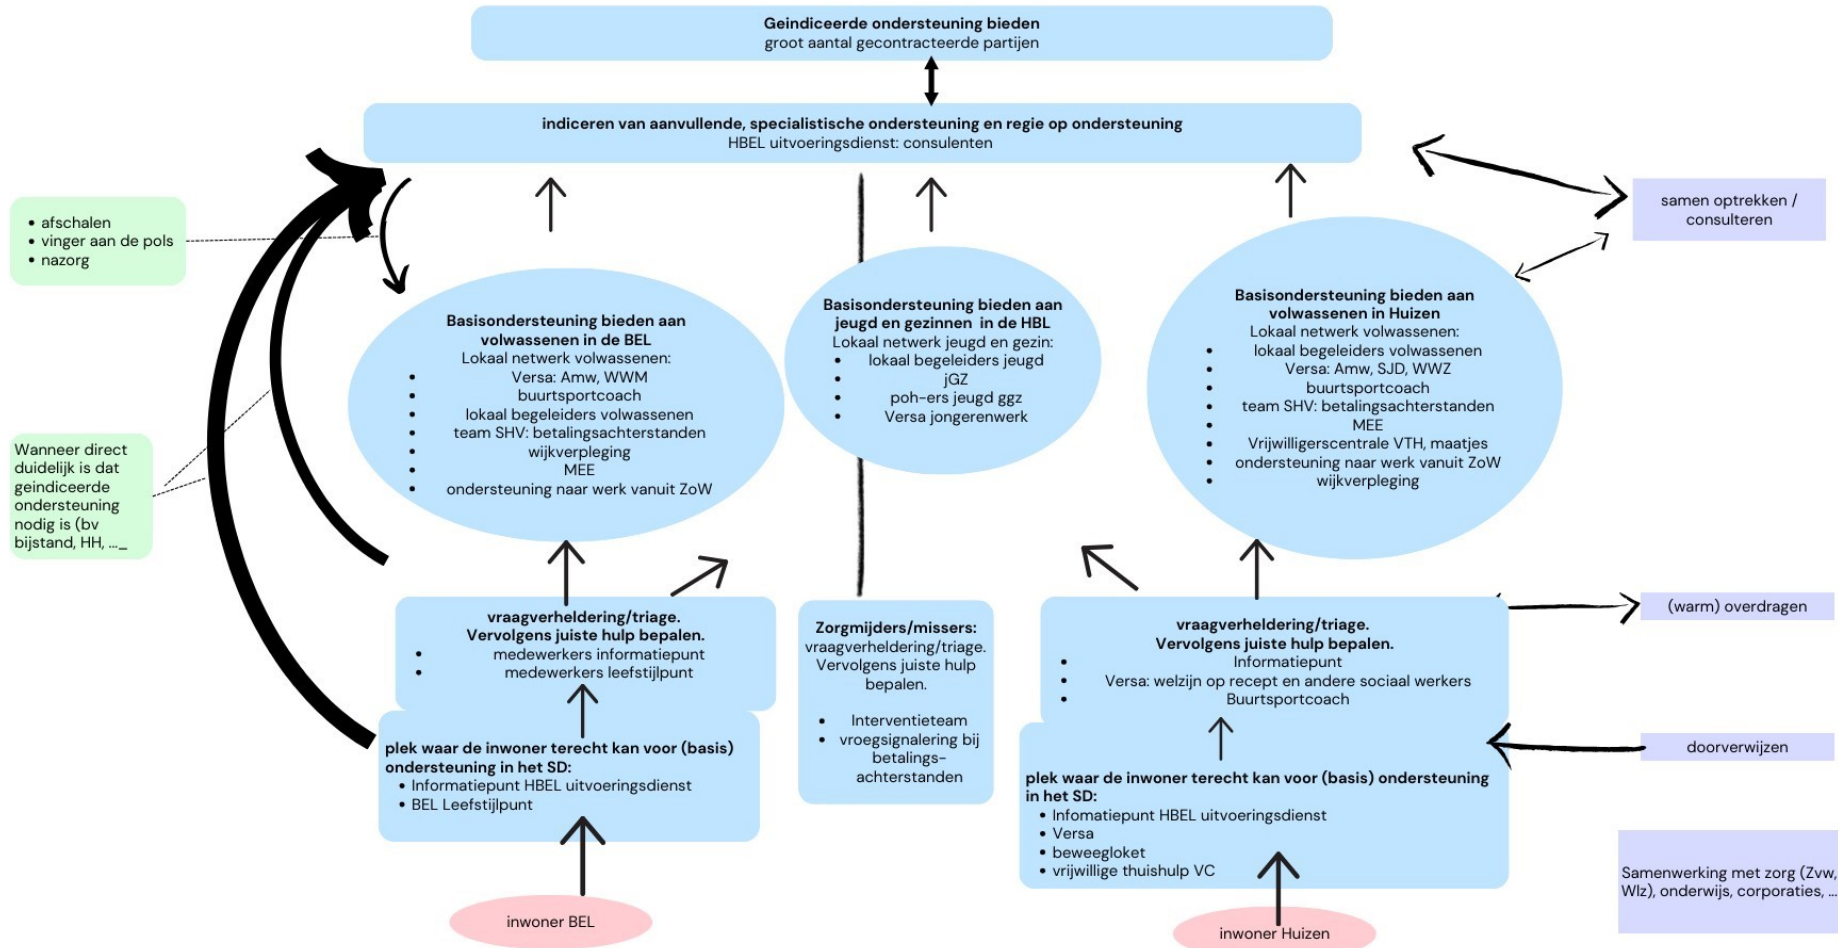 Geindiceerde ondersteuning bieden
groot aantal gecontracteerde partijen
indiceren van aanvullende, specialistische ondersteuning en regie op ondersteuning
HBEL uitvoeringsdienst: consulenten
• afschalen
• vinger aan de pols
• nazorg
samen optrekken /
consulteren
Basisondersteuning bieden aan
volwassenen in de BEL
Lokaal netwerk volwassenen:
• Versa: Amw, WWM
• buurtsportcoach
• lokaal begeleiders volwassenen
• team SHV: betalingsachterstanden
• wijkverpleging
• MEE
• ondersteuning naar werk vanuit ZoW
Basisondersteuning bieden aan
jeugd en gezinnen in de HBL
Lokaal netwerk jeugd en gezin:
• lokaal begeleiders jeugd
• jGZ
• poh-ers jeugd ggz
• Versa jongerenwerk
Basisondersteuning bieden aan
volwassenen in Huizen
Lokaal netwerk volwassenen:
• lokaal begeleiders volwassenen
• Versa: Amw, SJD, WWZ
• buurtsportcoach
• team SHV: betalingsachterstanden
• MEE
• Vrijwilligerscentrale VTH, maatjes
• ondersteuning naar werk vanuit ZoW
• wijkverpleging
Wanneer direct
duidelijk is dat
geindiceerde
ondersteuning
nodig is (bv
bijstand, HH, ..._
vraagverheldering/triage.
Vervolgens juiste hulp bepalen.
• medewerkers informatiepunt
• medewerkers leefstijlpunt
Zorgmijders/missers:
vraagverheldering/triage.
Vervolgens juiste hulp
bepalen.
• Interventieteam
• vroegsignalering bij
betalings-
achterstanden
vraagverheldering/triage.
Vervolgens juiste hulp bepalen.
• Informatiepunt
• Versa: welzijn op recept en andere sociaal werkers
• Buurtsportcoach
(warm) overdragen
plek waar de inwoner terecht kan voor (basis)
ondersteuning in het SD:
• Informatiepunt HBEL uitvoeringsdienst
• BEL Leefstijlpunt
plek waar de inwoner terecht kan voor (basis) ondersteuning
in het SD:
• Infomatiepunt HBEL uitvoeringsdienst
• Versa
• beweegloket
• vrijwillige thuishulp VC
doorverwijzen
Samenwerking met zorg (Zvw,
Wlz), onderwijs, corporaties, ...
inwoner BEL
inwoner Huizen